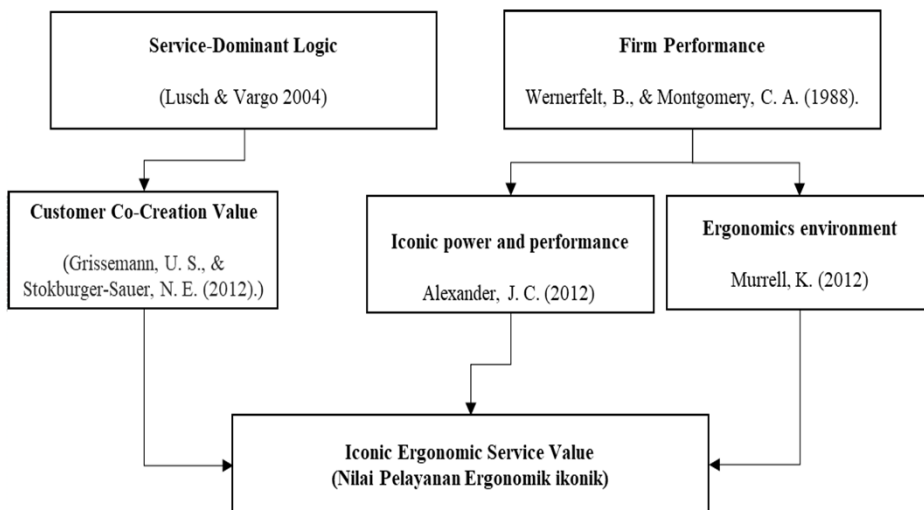 Service-Dominant Logic
(Lusch & Vargo 2004)
Firm Performance
Wernerfelt, B., & Montgomery, C. A. (1988).
Customer Co-Creation Value
(Grissemann, U. S., &
Stokburger-Sauer, N. E. (2012).)
Iconic power and performance
Alexander, J. C. (2012)
Ergonomics environment
Murrell, K. (2012)
Iconic Ergonomic Service Value
(Nilai Pelayanan Ergonomik ikonik)